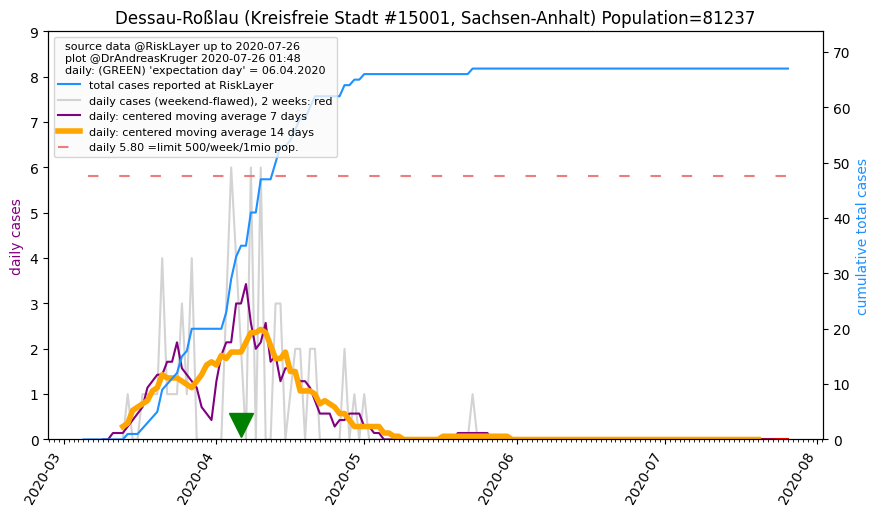 Dessau-Roßlau (Kreisfreie Stadt #15001, Sachsen-Anhalt) Population=81237
source data @RiskLayer up to 2020-07-26
plot @DrAndreasKruger 2020-07-26 01:48
daily: (GREEN) 'expectation day' = 06.04.2020
total cases reported at RiskLayer
daily cases (weekend-flawed), 2 weeks: red
daily: centered moving average 7 days
daily: centered moving average 14 days
daily 5.80 =limit 500/week/1mio pop.
daily cases
9
8
7
6
5
4
3
2
1
0
70
60
50
40
30
20
10
0
cumulative total cases
2020-03
2020-04
2020-05
2020-06
2020-07
2020-08